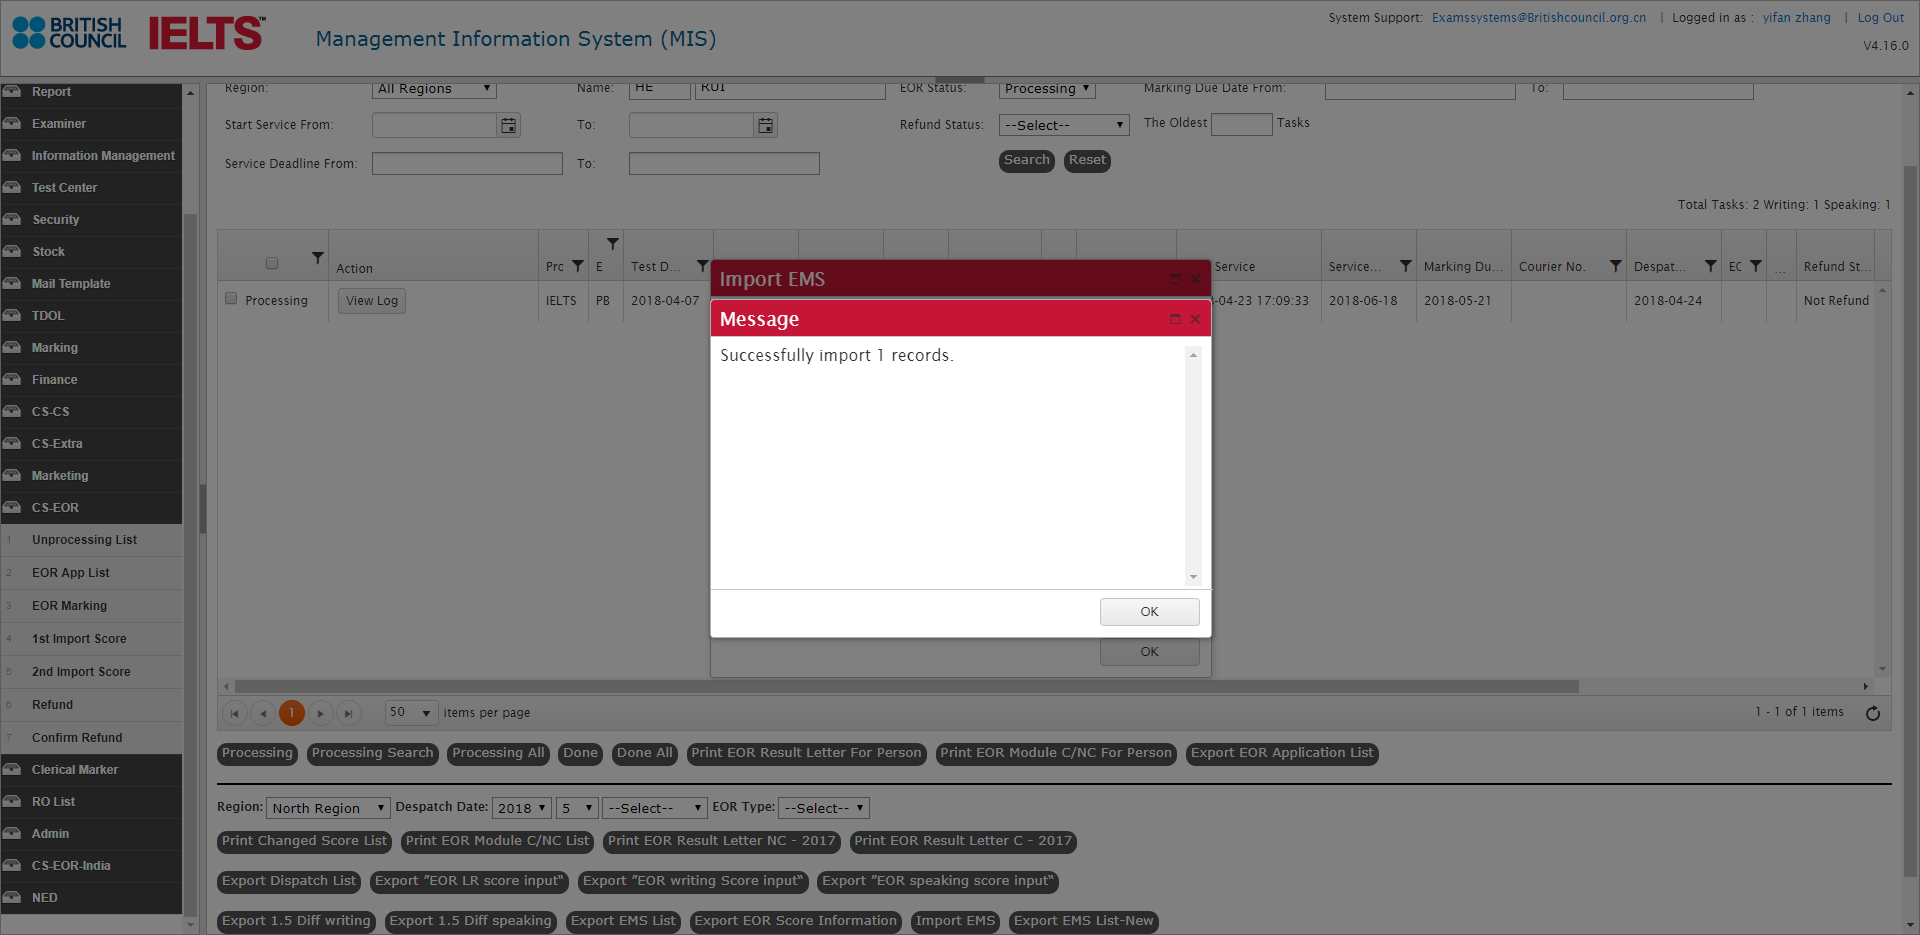 BRITISH COUNCIL
IELTS™
Management Information System (MIS)
System Support: Examssystems@Britishcouncil.org.cn | Logged in as : yifan zhang | Log Out
V4.16.0
Report
Examiner
Information Management
Test Center
Security
Stock
Mail Template
TDOL
Marking
Finance
CS-CS
CS-Extra
Marketing
CS-EOR
1 Unprocessing List
2 EOR App List
3 EOR Marking
4 1st Import Score
5 2nd Import Score
6 Refund
7 Confirm Refund
Clerical Marker
RO List
Admin
CS-EOR-India
NED
Region: All Regions Name: HE RUI EOR Status: Processing Marking Due Date From: To:
Start Service From: To: Refund Status: --Select-- The Oldest Tasks
Service Deadline From: To: Search Reset
Total Tasks: 2 Writing: 1 Speaking: 1
Action Prc E Test D... Service Service... Marking Du... Courier No. Despat... EC ... Refund St...
Processing View Log IELTS PB 2018-04-07 -04-23 17:09:33 2018-06-18 2018-05-21 2018-04-24 Not Refund
Import EMS
Message
Successfully import 1 records.
OK
OK
1 50 items per page 1 - 1 of 1 items
Processing Processing Search Processing All Done Done All Print EOR Result Letter For Person Print EOR Module C/NC For Person Export EOR Application List
Region: North Region Despatch Date: 2018 5 --Select-- EOR Type: --Select--
Print Changed Score List Print EOR Module C/NC List Print EOR Result Letter NC - 2017 Print EOR Result Letter C - 2017
Export Dispatch List Export "EOR LR score input" Export "EOR writing Score input" Export "EOR speaking score input"
Export 1.5 Diff writing Export 1.5 Diff speaking Export EMS List Export EOR Score Information Import EMS Export EMS List-New